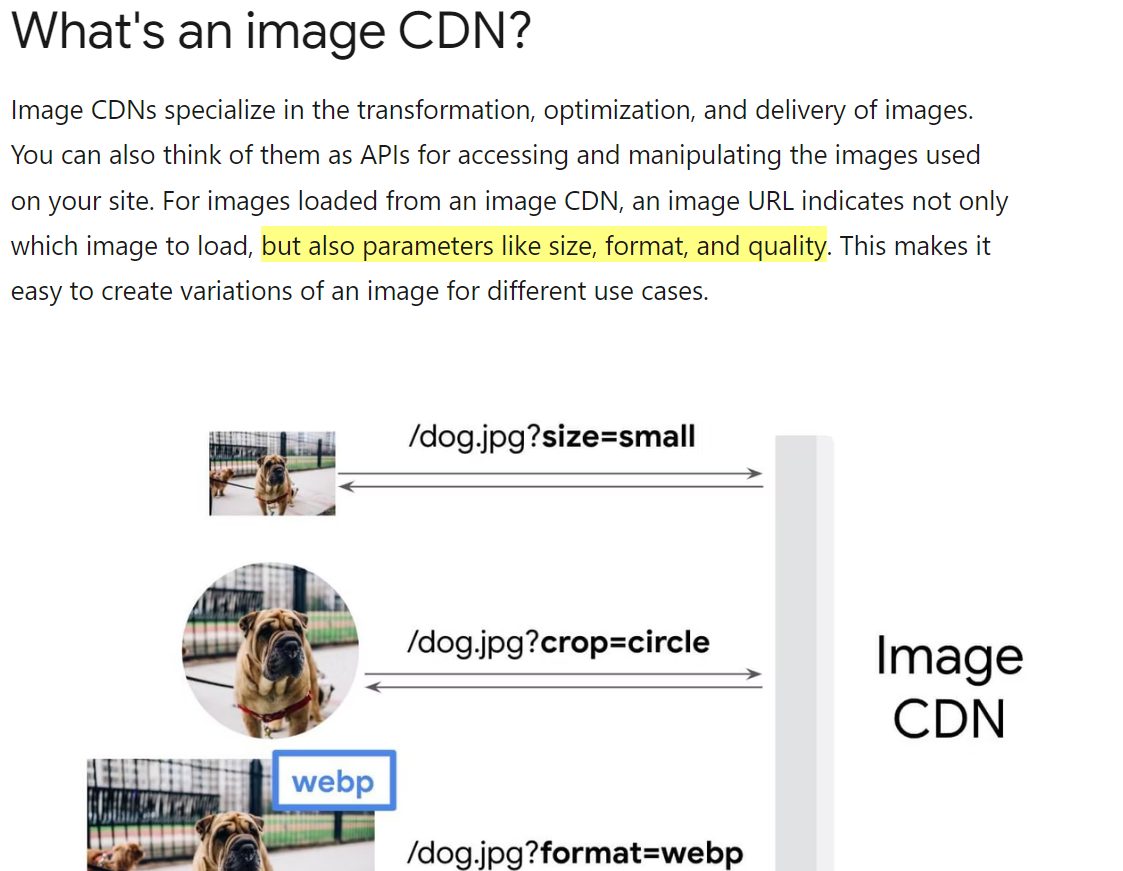 What's an image CDN?
Image CDNs specialize in the transformation, optimization, and delivery of images.
You can also think of them as APIs for accessing and manipulating the images used
on your site. For images loaded from an image CDN, an image URL indicates not only
which image to load, but also parameters like size, format, and quality. This makes it
easy to create variations of an image for different use cases.
/dog.jpg?size=small
/dog.jpg?crop=circle
Image
CDN
webp
/dog.jpg?format=webp